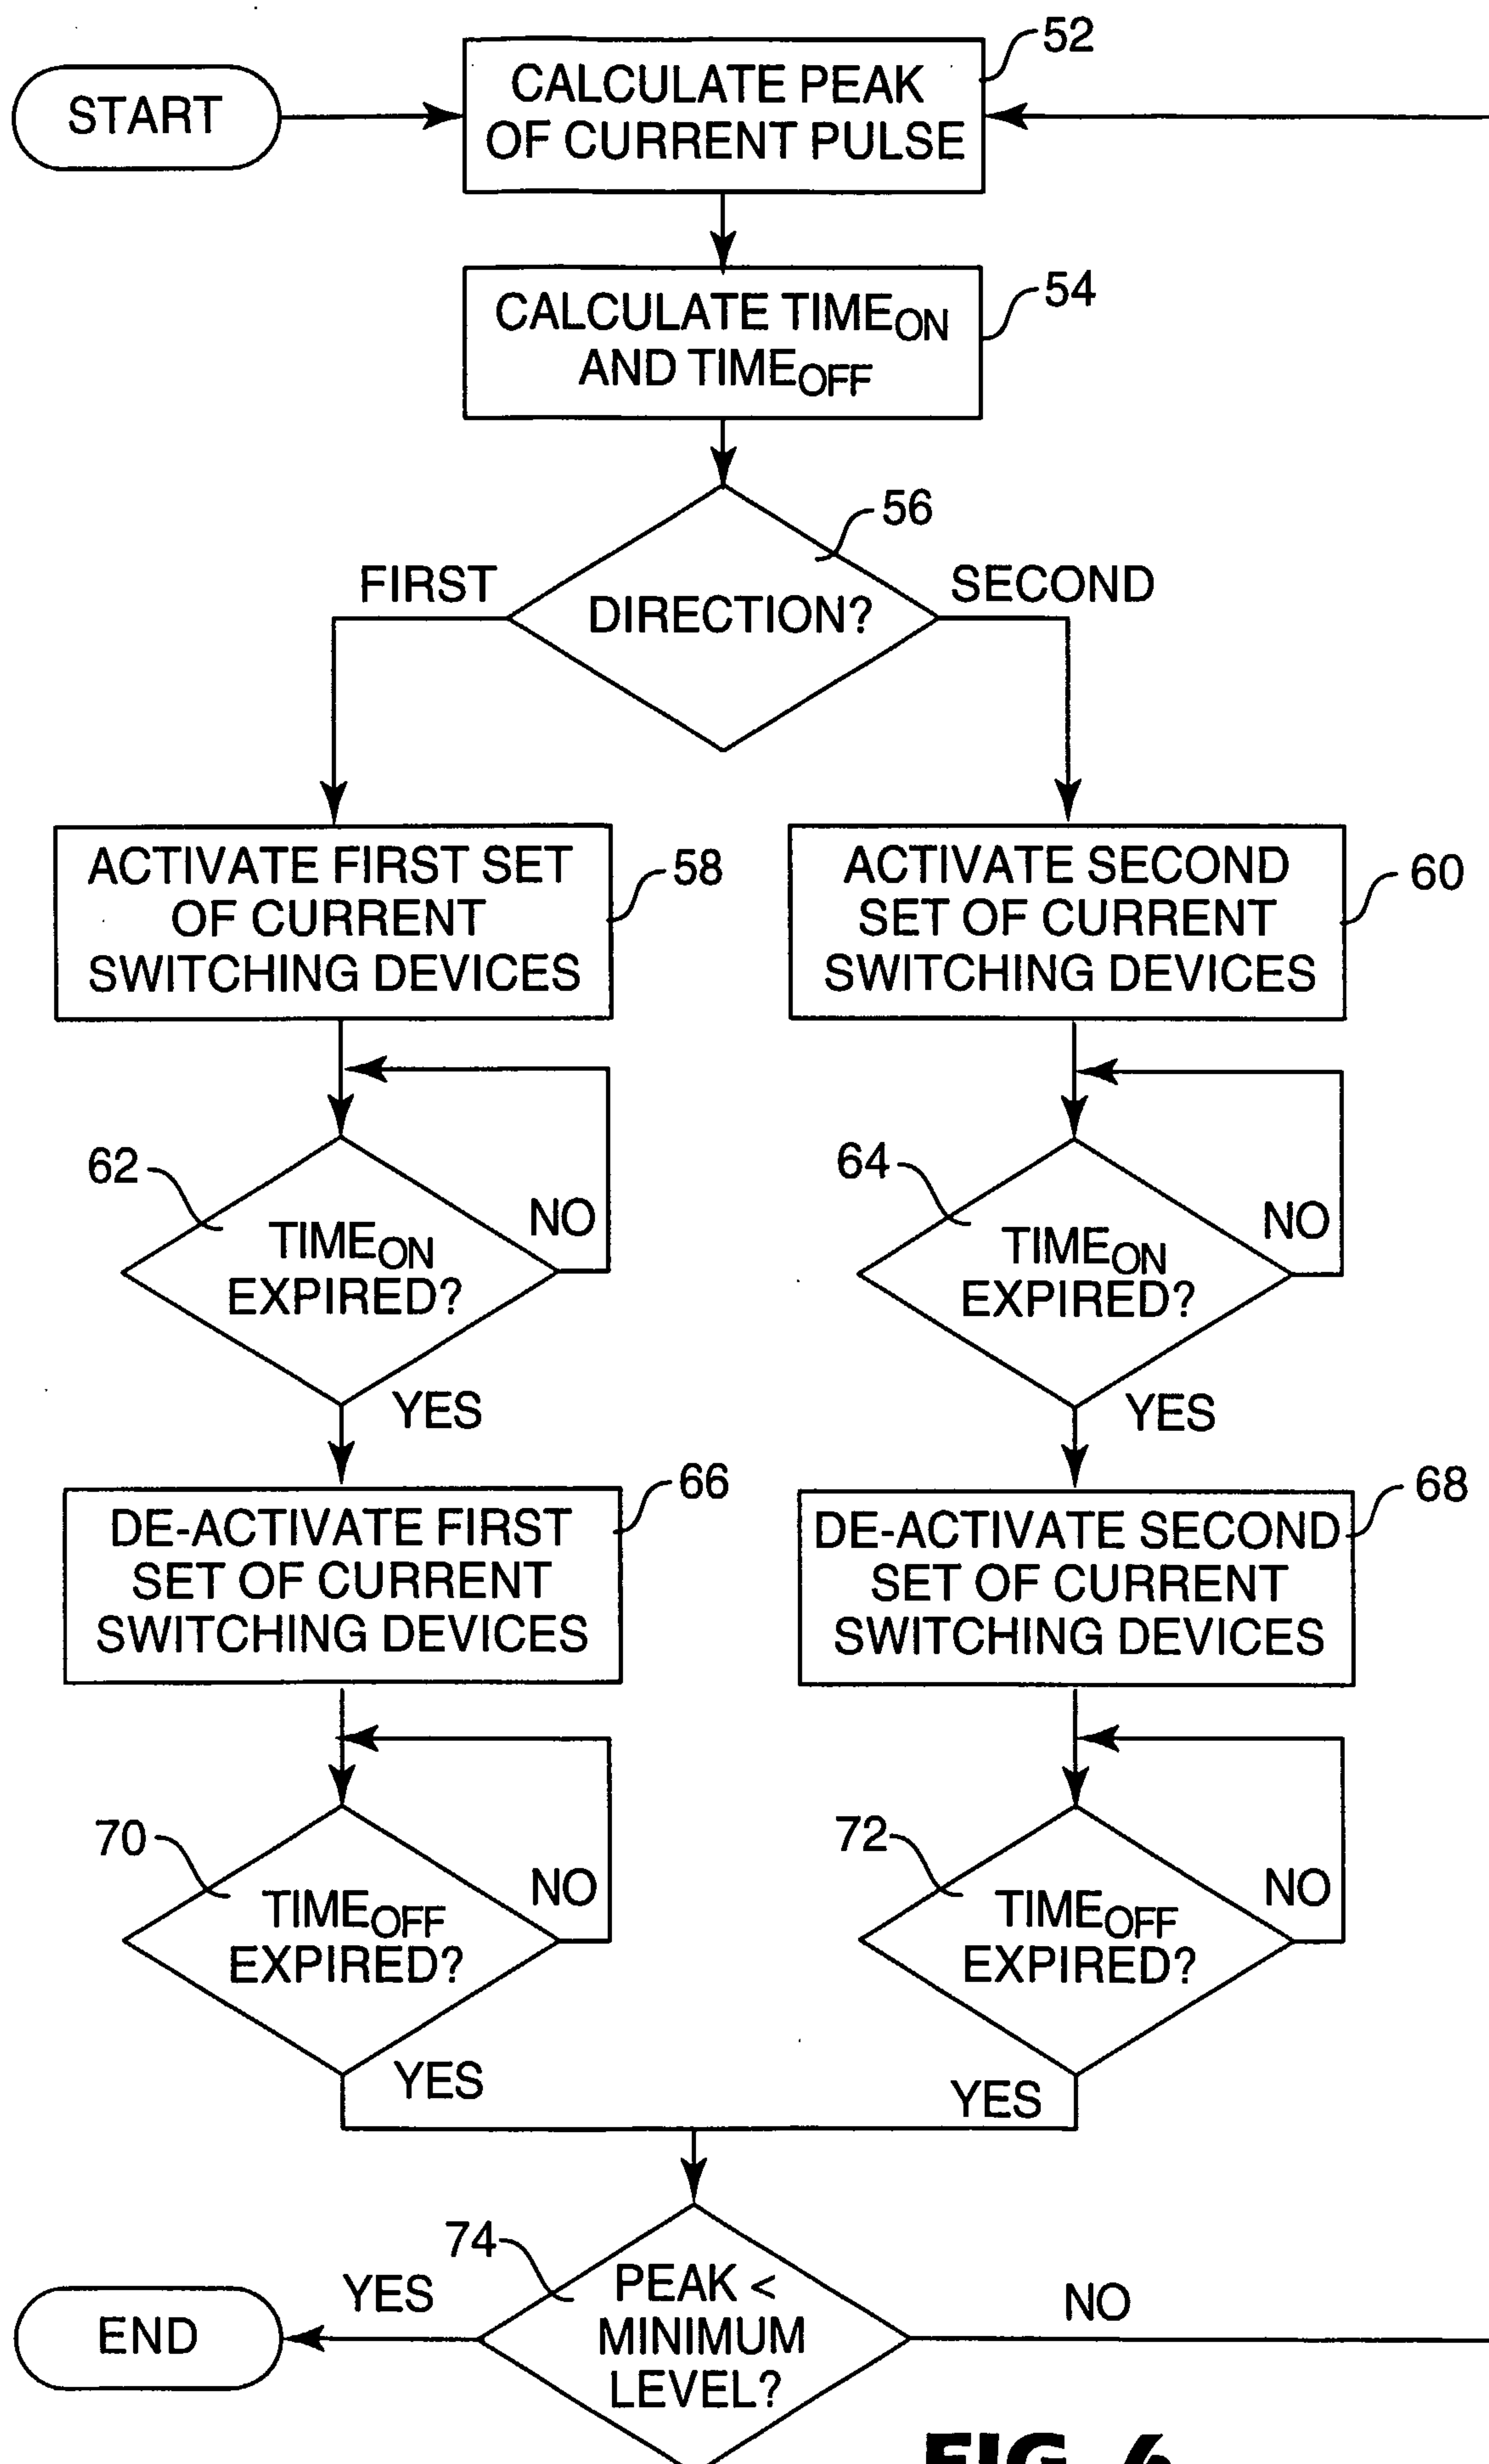 52
START
CALCULATE PEAK
OF CURRENT PULSE
54
CALCULATE TIMEON
AND TIMEOFF
56
FIRST
SECOND
DIRECTION?
ACTIVATE FIRST SET
OF CURRENT
SWITCHING DEVICES
58
ACTIVATE SECOND
SET OF CURRENT
SWITCHING DEVICES
60
62
TIMEON
EXPIRED?
NO
YES
64
TIMEON
EXPIRED?
NO
YES
DE-ACTIVATE FIRST
SET OF CURRENT
SWITCHING DEVICES
66
DE-ACTIVATE SECOND
SET OF CURRENT
SWITCHING DEVICES
68
70
TIMEOFF
EXPIRED?
NO
YES
72
TIMEOFF
EXPIRED?
NO
YES
74
PEAK <
MINIMUM
LEVEL?
YES
NO
END
FIG. 6